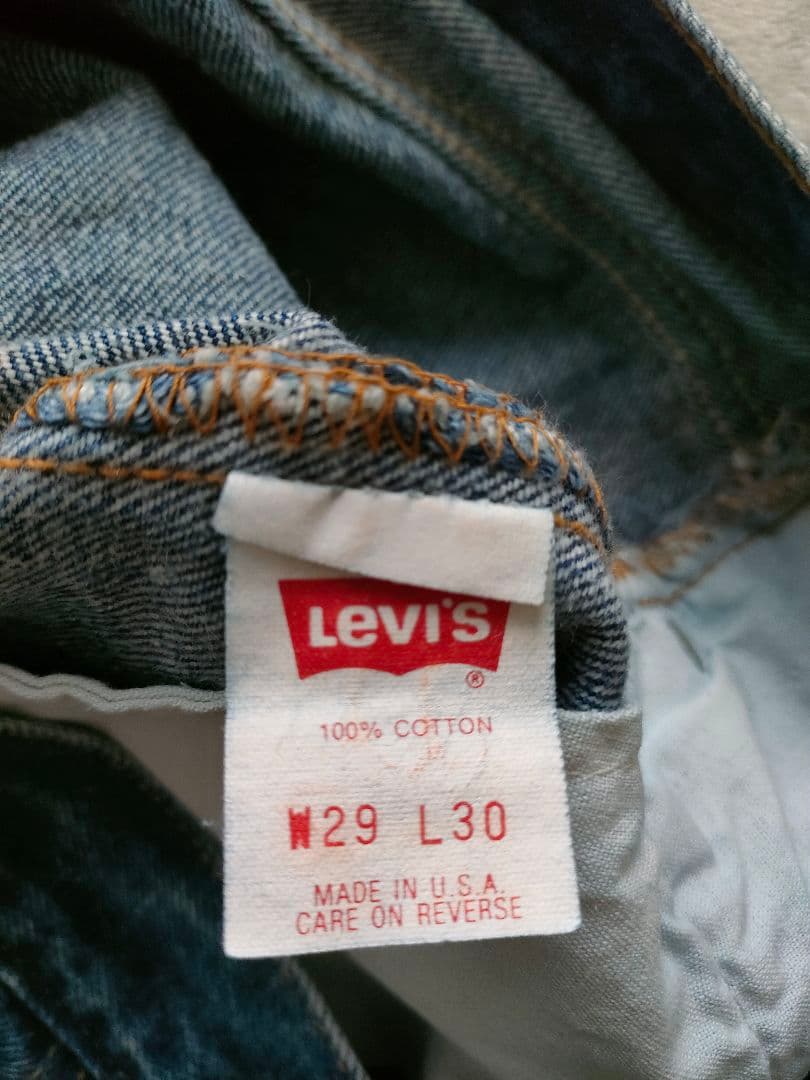 Levi's
®
100% COTTON
W29 L30
MADE IN U.S.A.
CARE ON REVERSE